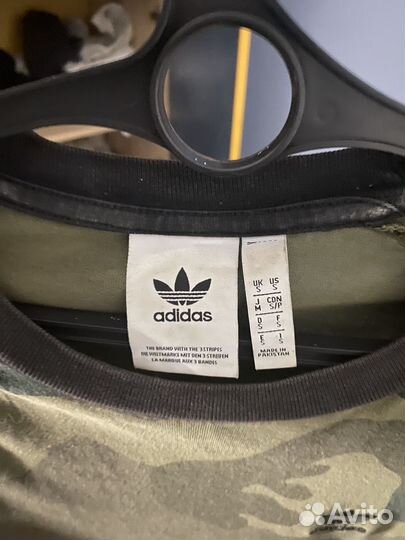 adidas
THE BRAND WITH THE 3 STRIPES
DIE WELTMARKE MIT DEN 3 STREIFEN
LA MARQUE AUX 3 BANDES
UK US
S S
J CDN
M S/P
D F
S S
E I
S S
MADE IN
PAKISTAN
Avito